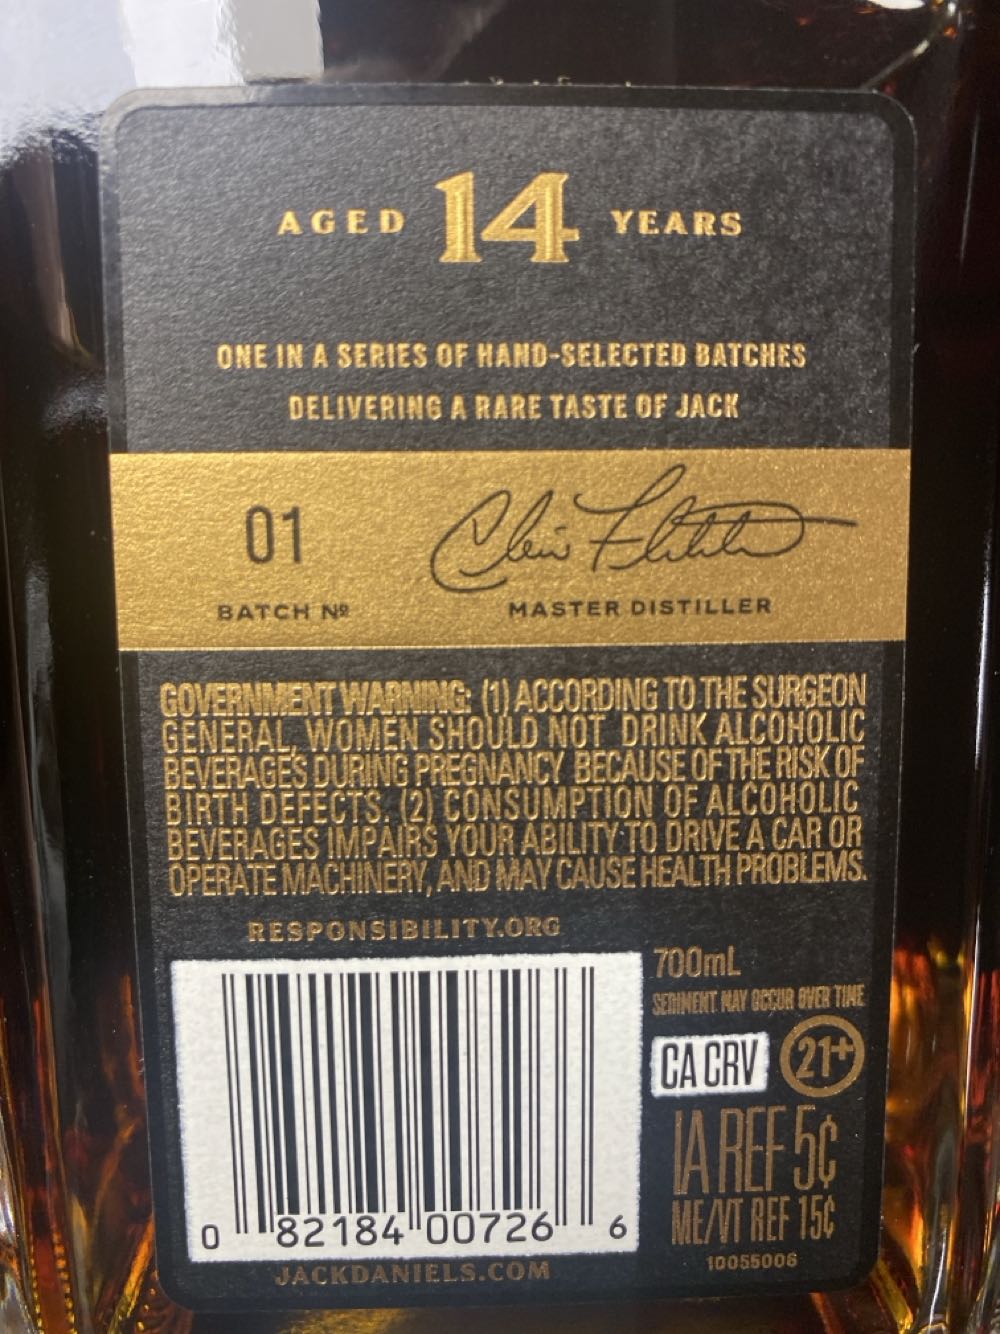 AGED 14 YEARS
ONE IN A SERIES OF HAND-SELECTED BATCHES
DELIVERING A RARE TASTE OF JACK
01
BATCH Nº
Chris Fletcher
MASTER DISTILLER
GOVERNMENT WARNING: (1) ACCORDING TO THE SURGEON
GENERAL, WOMEN SHOULD NOT DRINK ALCOHOLIC
BEVERAGES DURING PREGNANCY BECAUSE OF THE RISK OF
BIRTH DEFECTS. (2) CONSUMPTION OF ALCOHOLIC
BEVERAGES IMPAIRS YOUR ABILITY TO DRIVE A CAR OR
OPERATE MACHINERY, AND MAY CAUSE HEALTH PROBLEMS.
RESPONSIBILITY.ORG
700mL
SEDIMENT MAY OCCUR OVER TIME
CA CRV 21+
IA REF 5¢
ME/VT REF 15¢
10055006
0 82184 00726 6
JACKDANIELS.COM